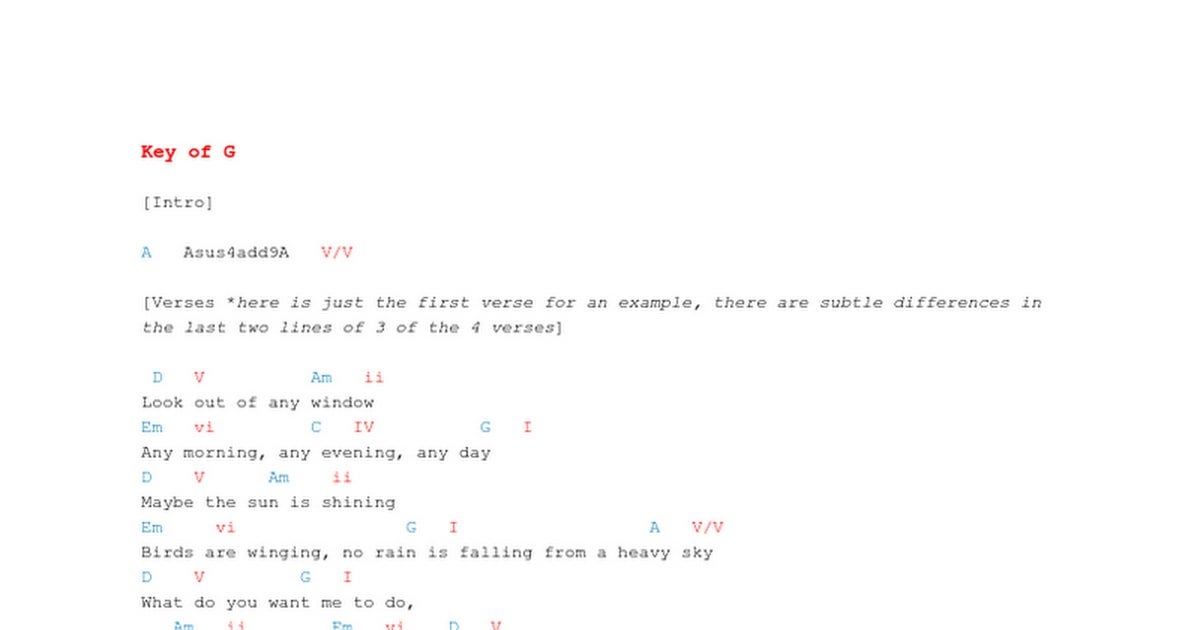 Key of G
[Intro]
A   Asus4add9A   V/V
[Verses *here is just the first verse for an example, there are subtle differences in
the last two lines of 3 of the 4 verses]
D   V   Am   ii
Look out of any window
Em   vi   C   IV   G   I
Any morning, any evening, any day
D   V   Am   ii
Maybe the sun is shining
Em   vi   G   I   A   V/V
Birds are winging, no rain is falling from a heavy sky
D   V   G   I
What do you want me to do,
Am   ii   Em   vi   D   V